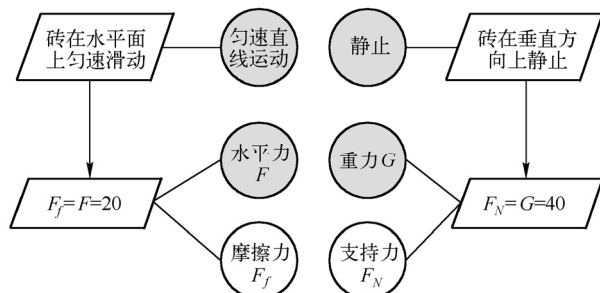 砖在水平面
上匀速滑动
匀速直
线运动
静止
砖在垂直方
向上静止
水平力
F
重力 G
F_f=F=20
F_N=G=40
摩擦力
F_f
支持力
F_N